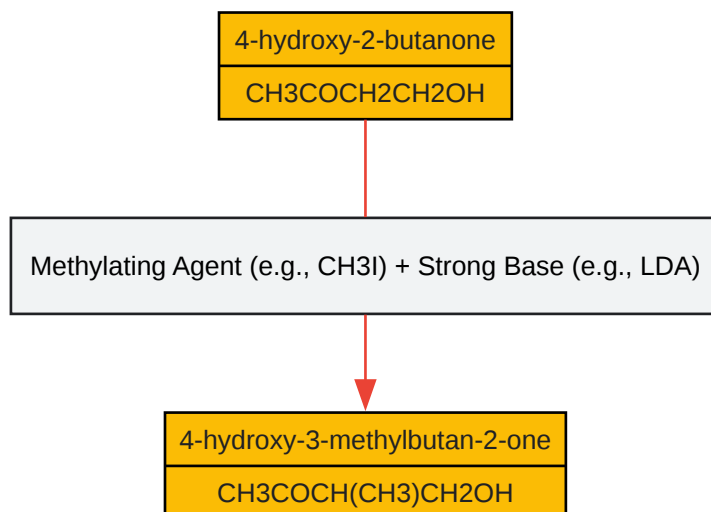 4-hydroxy-2-butanone
CH3COCH2CH2OH
Methylating Agent (e.g., CH3I) + Strong Base (e.g., LDA)
4-hydroxy-3-methylbutan-2-one
CH3COCH(CH3)CH2OH